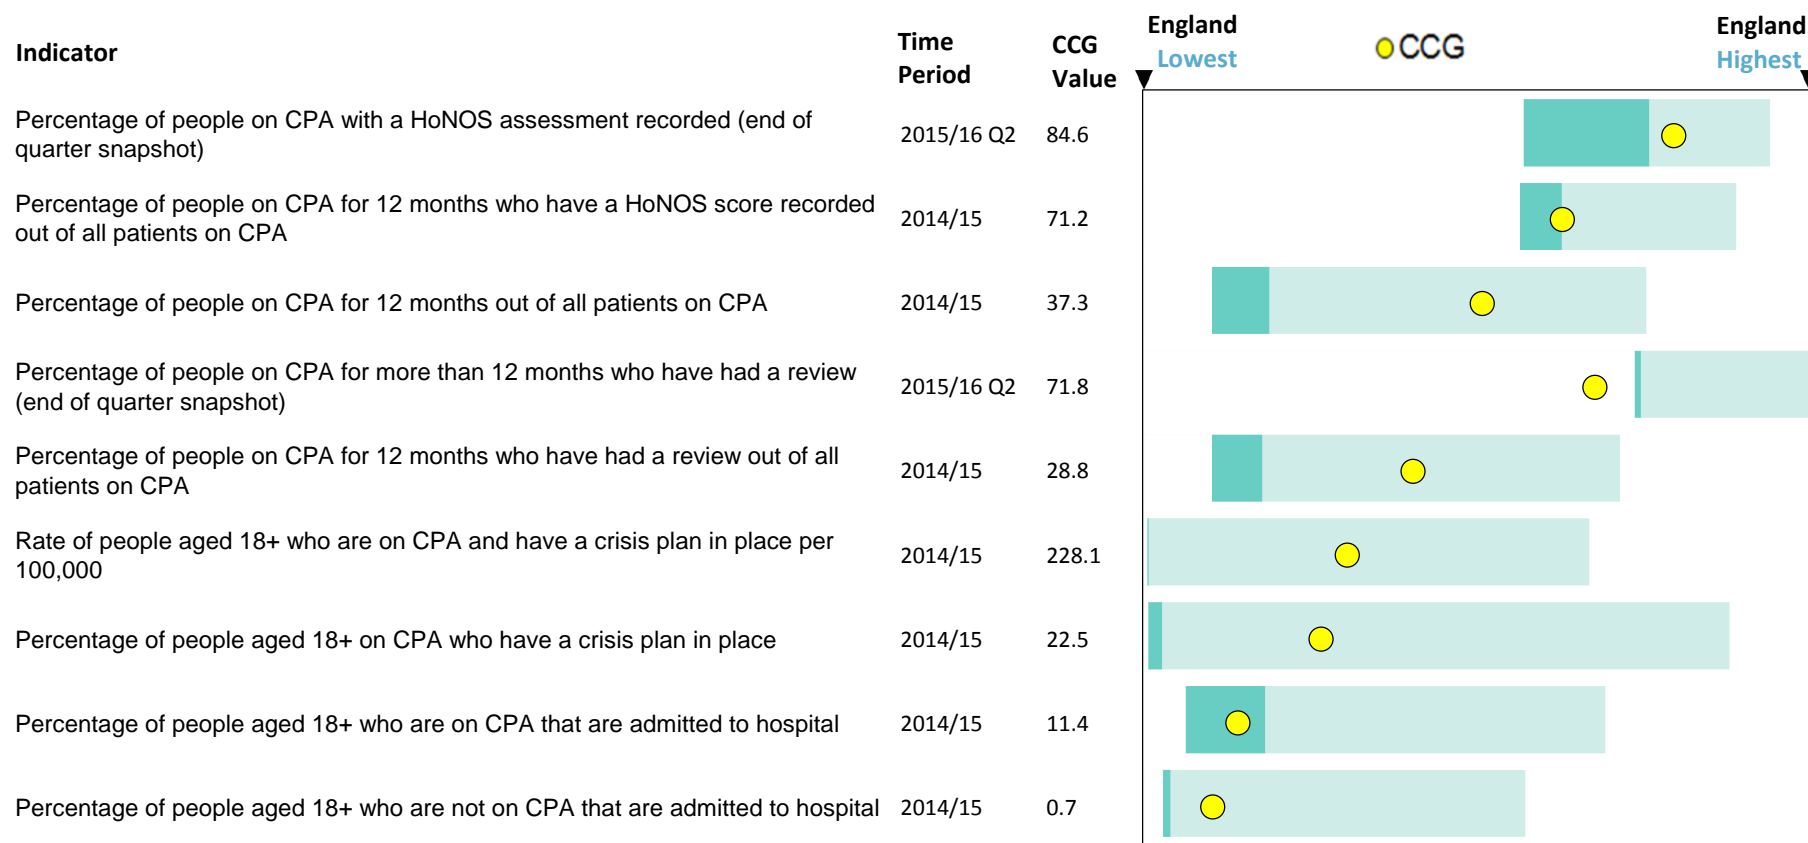 Indicator
Time
Period
CCG
Value
England
Lowest
CCG
England
Highest
Percentage of people on CPA with a HoNOS assessment recorded (end of
quarter snapshot)
2015/16 Q2
84.6
Percentage of people on CPA for 12 months who have a HoNOS score recorded
out of all patients on CPA
2014/15
71.2
Percentage of people on CPA for 12 months out of all patients on CPA
2014/15
37.3
Percentage of people on CPA for more than 12 months who have had a review
(end of quarter snapshot)
2015/16 Q2
71.8
Percentage of people on CPA for 12 months who have had a review out of all
patients on CPA
2014/15
28.8
Rate of people aged 18+ who are on CPA and have a crisis plan in place per
100,000
2014/15
228.1
Percentage of people aged 18+ on CPA who have a crisis plan in place
2014/15
22.5
Percentage of people aged 18+ who are on CPA that are admitted to hospital
2014/15
11.4
Percentage of people aged 18+ who are not on CPA that are admitted to hospital
2014/15
0.7